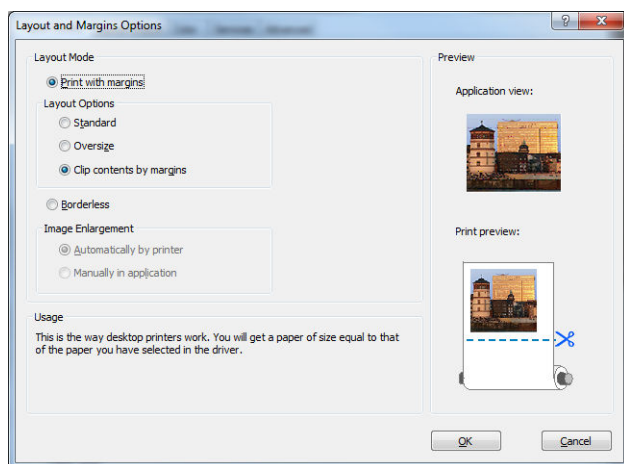 Layout and Margins Options
Layout Mode
Print with margins
Layout Options
Standard
Oversize
Clip contents by margins
Borderless
Image Enlargement
Automatically by printer
Manually in application
Usage
This is the way desktop printers work. You will get a paper of size equal to that
of the paper you have selected in the driver.
Preview
Application view:
Print preview:
OK
Cancel